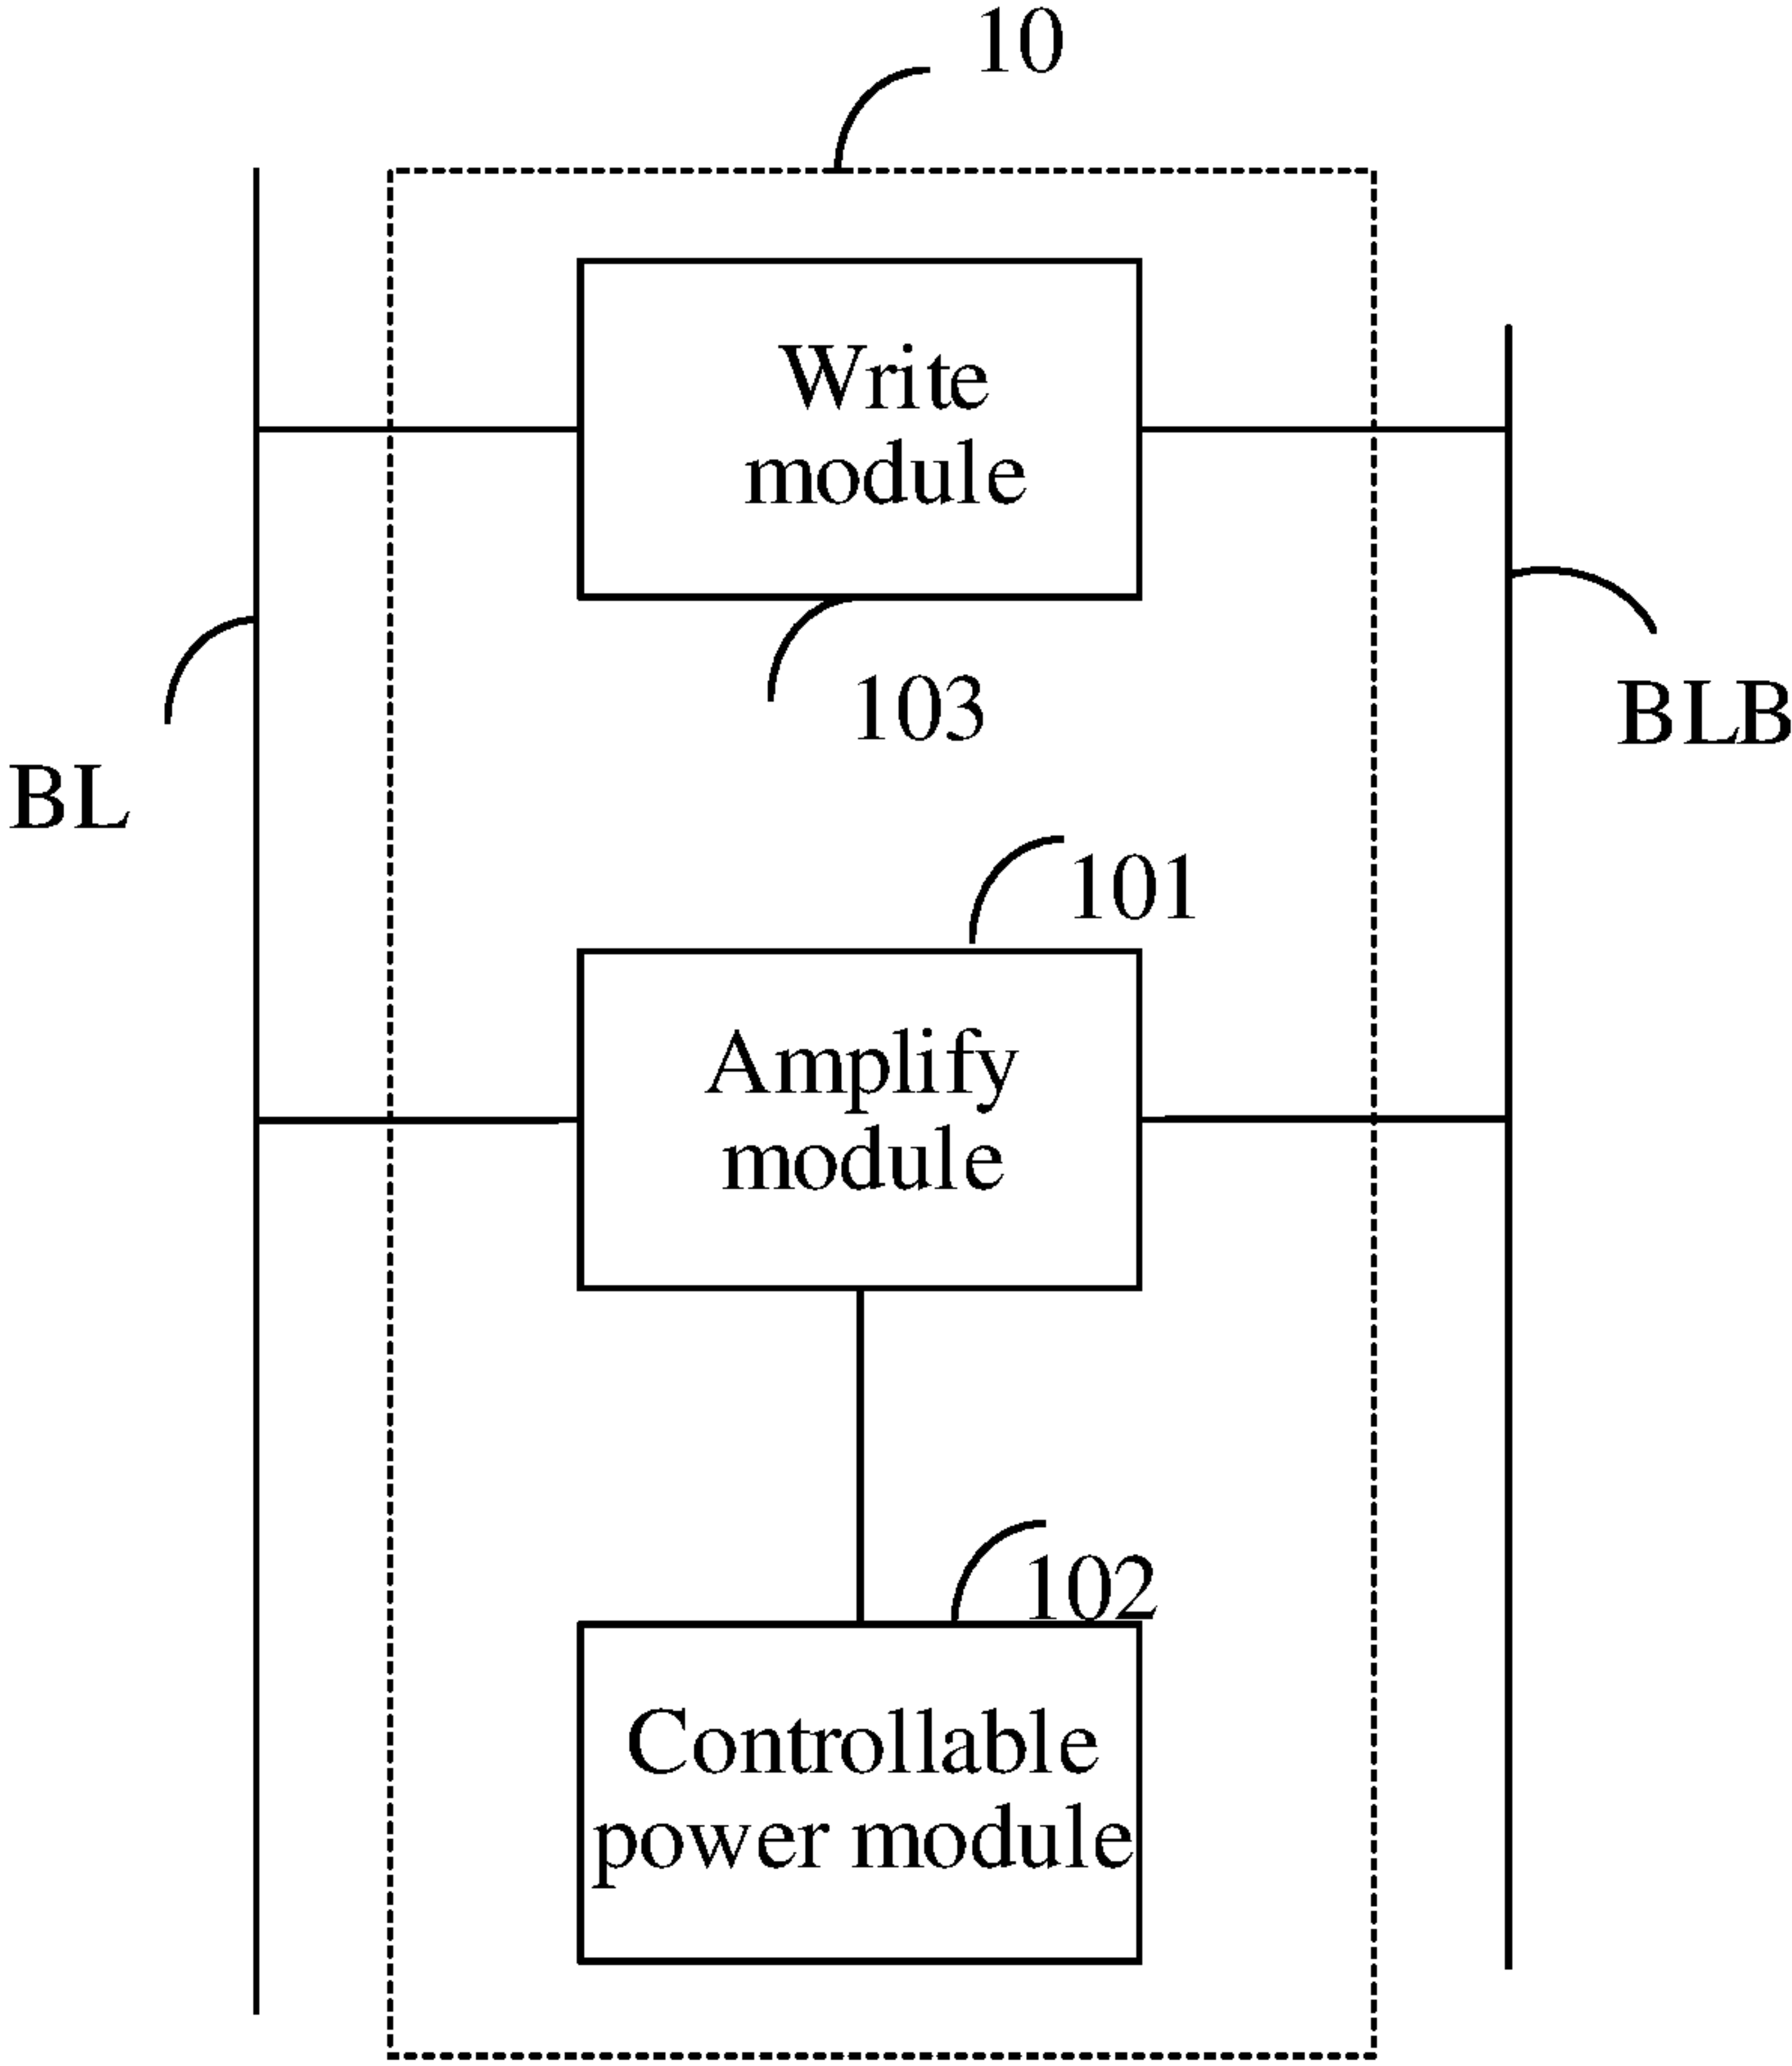 10
Write
module
103
BLB
BL
101
Amplify
module
102
Controllable
power module